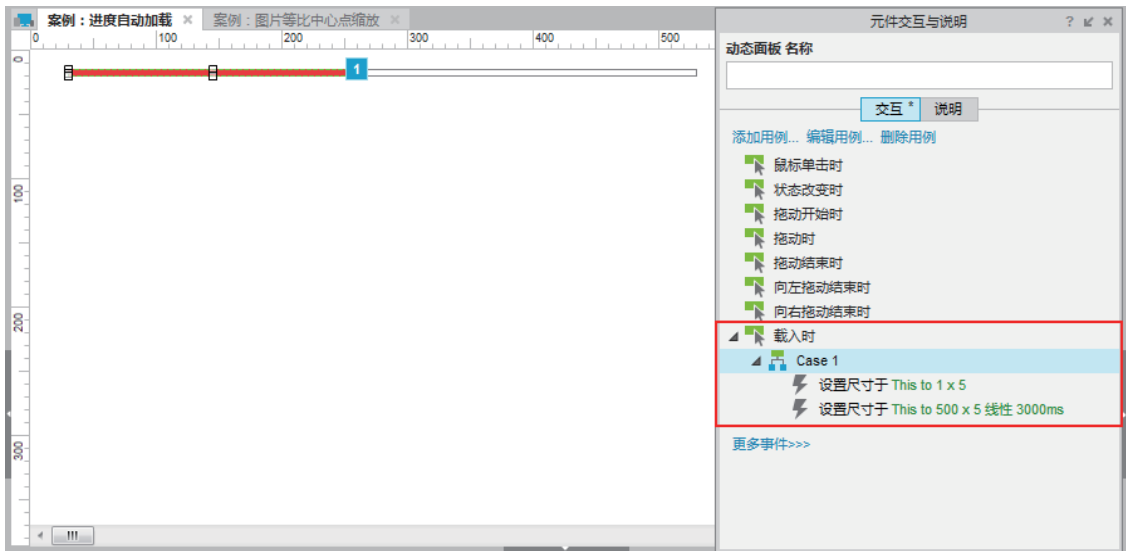 案例：进度自动加载
案例：图片等比中心点缩放
0 100 200 300 400 500
0
100
200
300
1
元件交互与说明
动态面板 名称
交互 * 说明
添加用例... 编辑用例... 删除用例
鼠标单击时
状态改变时
拖动开始时
拖动时
拖动结束时
向左拖动结束时
向右拖动结束时
载入时
Case 1
设置尺寸于 This to 1 x 5
设置尺寸于 This to 500 x 5 线性 3000ms
更多事件>>>